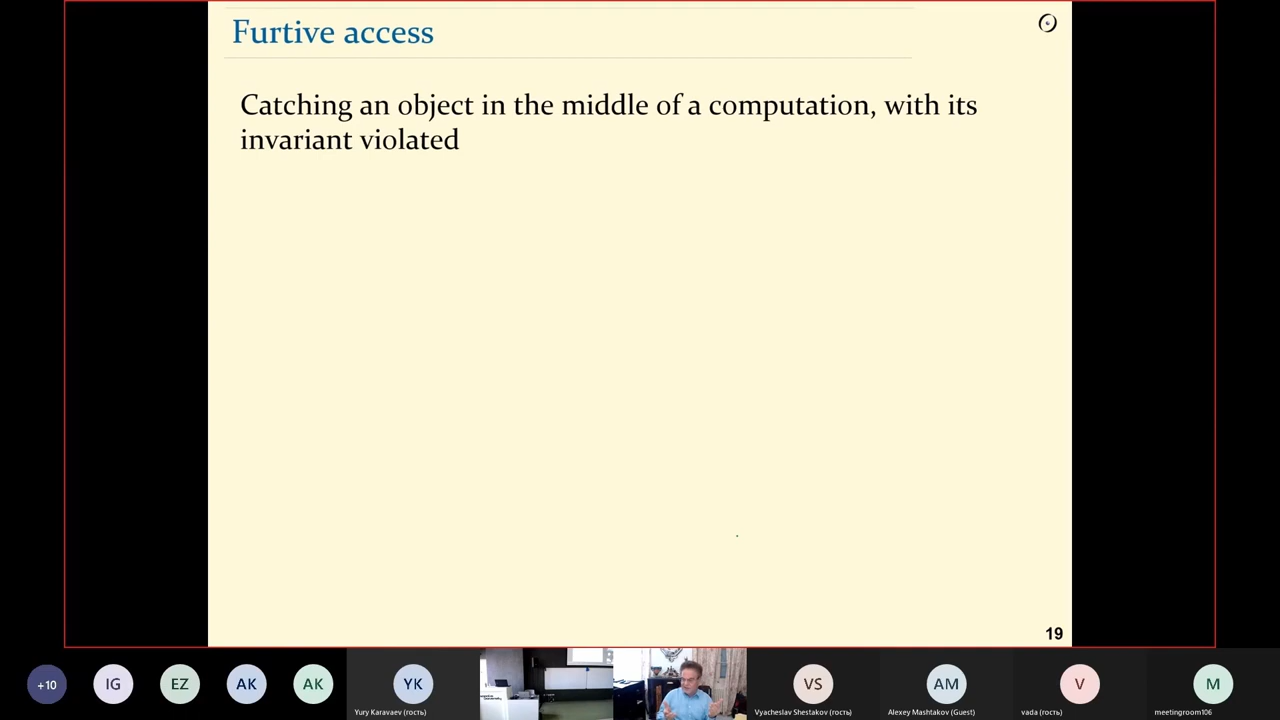 Furtive access
Catching an object in the middle of a computation, with its
invariant violated
19
+10
IG
EZ
AK
AK
YK
VS
AM
V
M
Yury Karavaev (гость)
Vyacheslav Shestakov (гость)
Alexey Mashtakov (Guest)
vada (гость)
meetingroom106